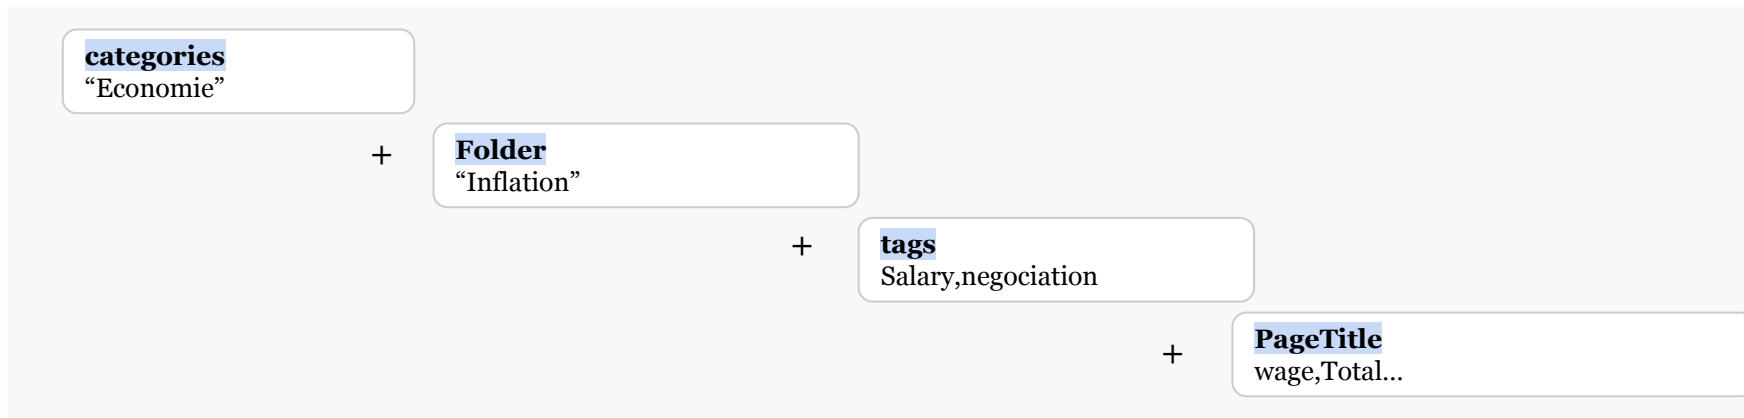 categories
“Economie”
+
Folder
“Inflation”
+
tags
Salary,negociation
+
PageTitle
wage,Total...